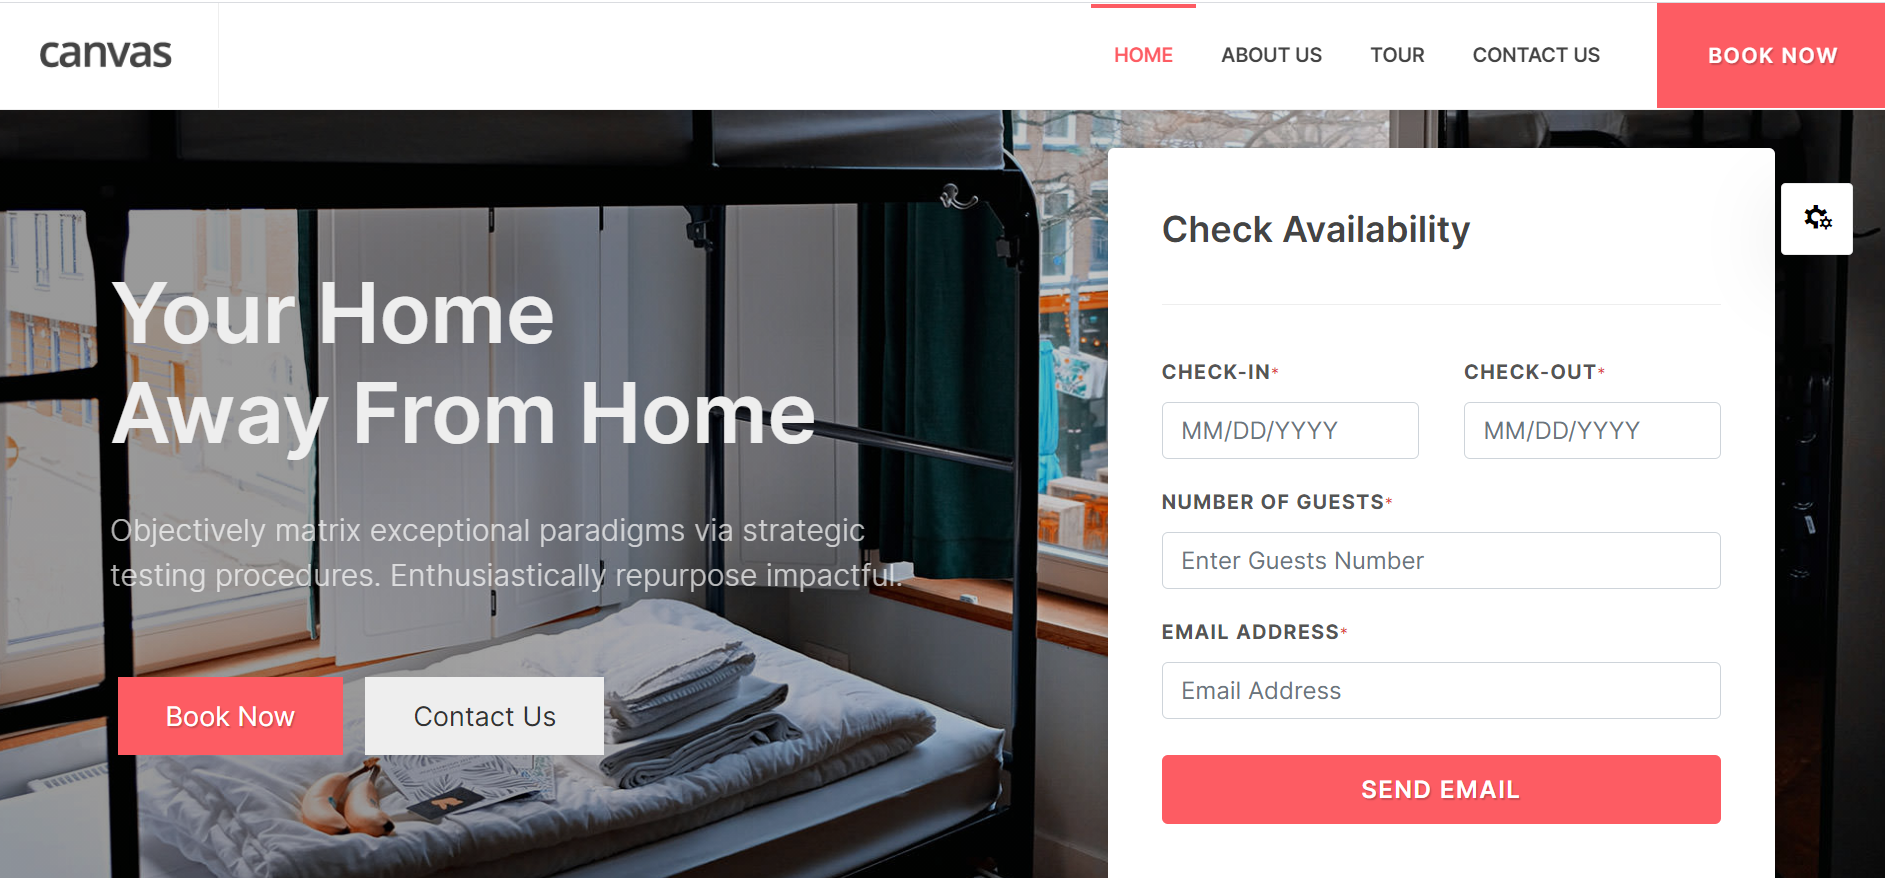 canvas
HOME
ABOUT US
TOUR
CONTACT US
BOOK NOW
Your Home
Away From Home
Objectively matrix exceptional paradigms via strategic
testing procedures. Enthusiastically repurpose impactful.
Book Now
Contact Us
Check Availability
CHECK-IN*
CHECK-OUT*
MM/DD/YYYY
MM/DD/YYYY
NUMBER OF GUESTS*
Enter Guests Number
EMAIL ADDRESS*
Email Address
SEND EMAIL